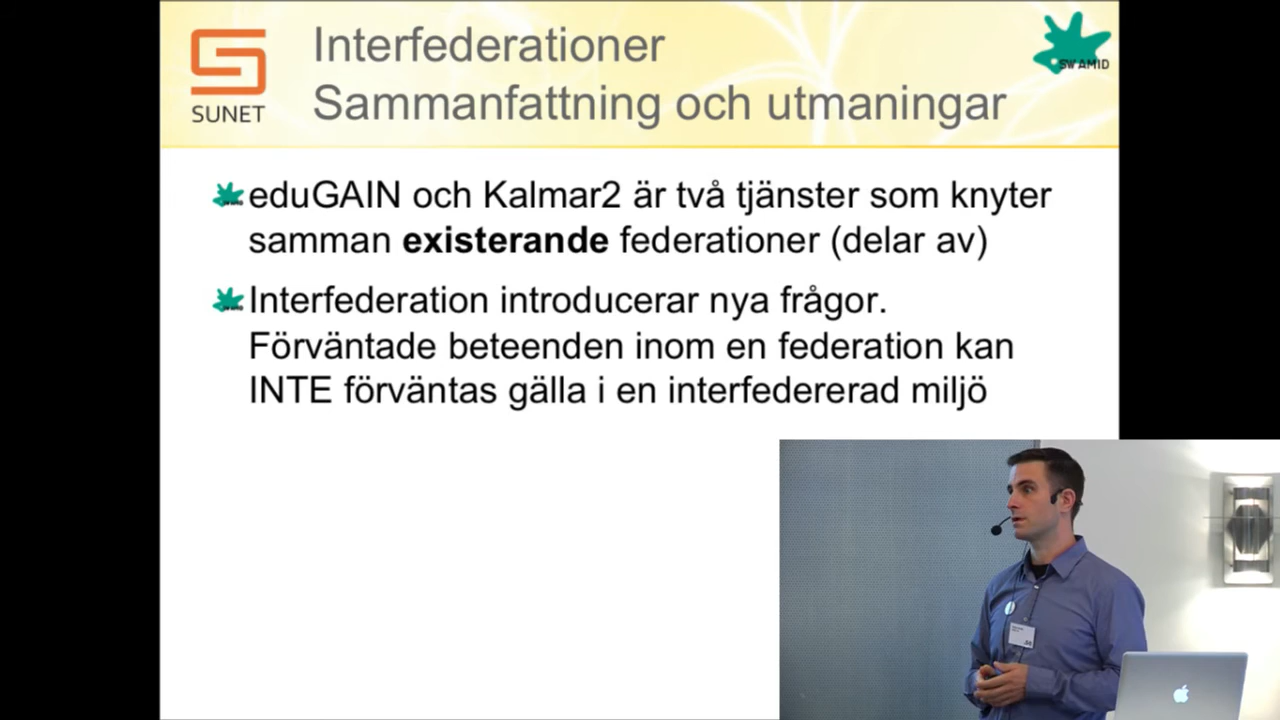 SUNET
Interfederationer
Sammanfattning och utmaningar
SWAMID
eduGAIN och Kalmar2 är två tjänster som knyter
samman existerande federationer (delar av)
Interfederation introducerar nya frågor.
Förväntade beteenden inom en federation kan
INTE förväntas gälla i en interfedererad miljö